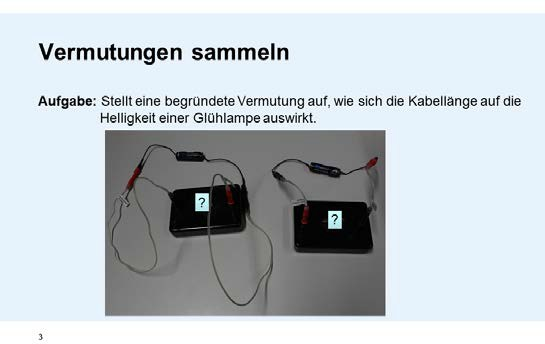 Vermutungen sammeln
Aufgabe: Stellt eine begründete Vermutung auf, wie sich die Kabellänge auf die
Helligkeit einer Glühlampe auswirkt.
?
?
3